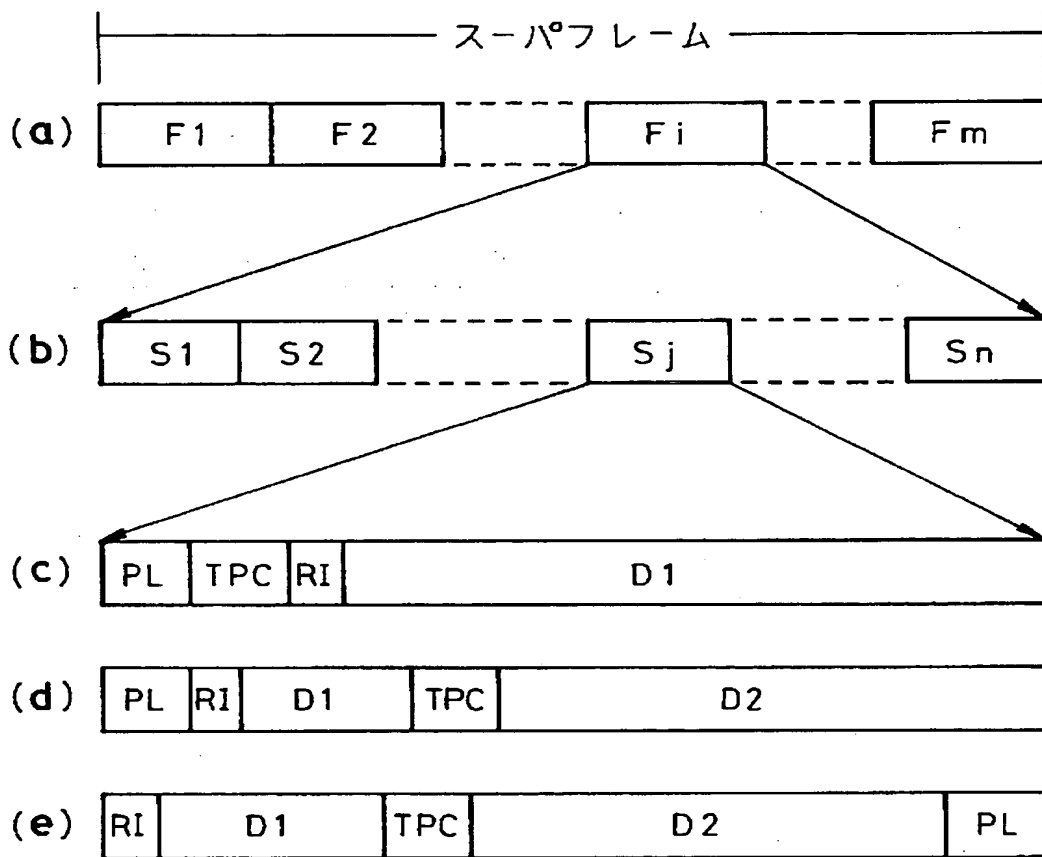 スーパフレーム
(a) F1 F2 Fi Fm
(b) S1 S2 Sj Sn
(c) PL TPC RI D1
(d) PL RI D1 TPC D2
(e) RI D1 TPC D2 PL